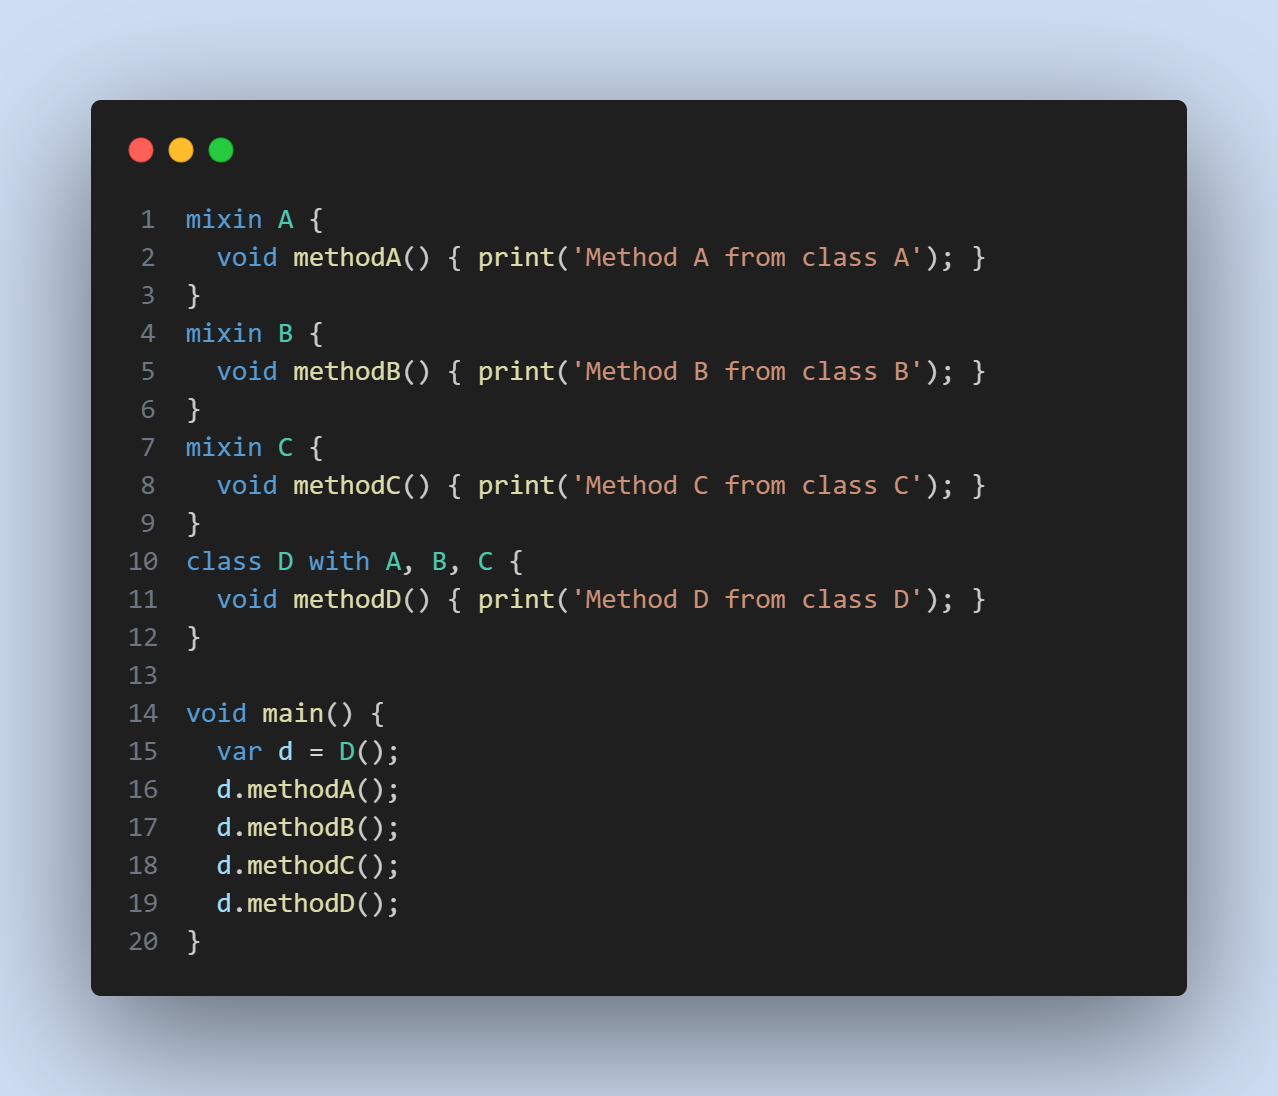 1 mixin A {
2   void methodA() { print('Method A from class A'); }
3 }
4 mixin B {
5   void methodB() { print('Method B from class B'); }
6 }
7 mixin C {
8   void methodC() { print('Method C from class C'); }
9 }
10 class D with A, B, C {
11   void methodD() { print('Method D from class D'); }
12 }
13
14 void main() {
15   var d = D();
16   d.methodA();
17   d.methodB();
18   d.methodC();
19   d.methodD();
20 }